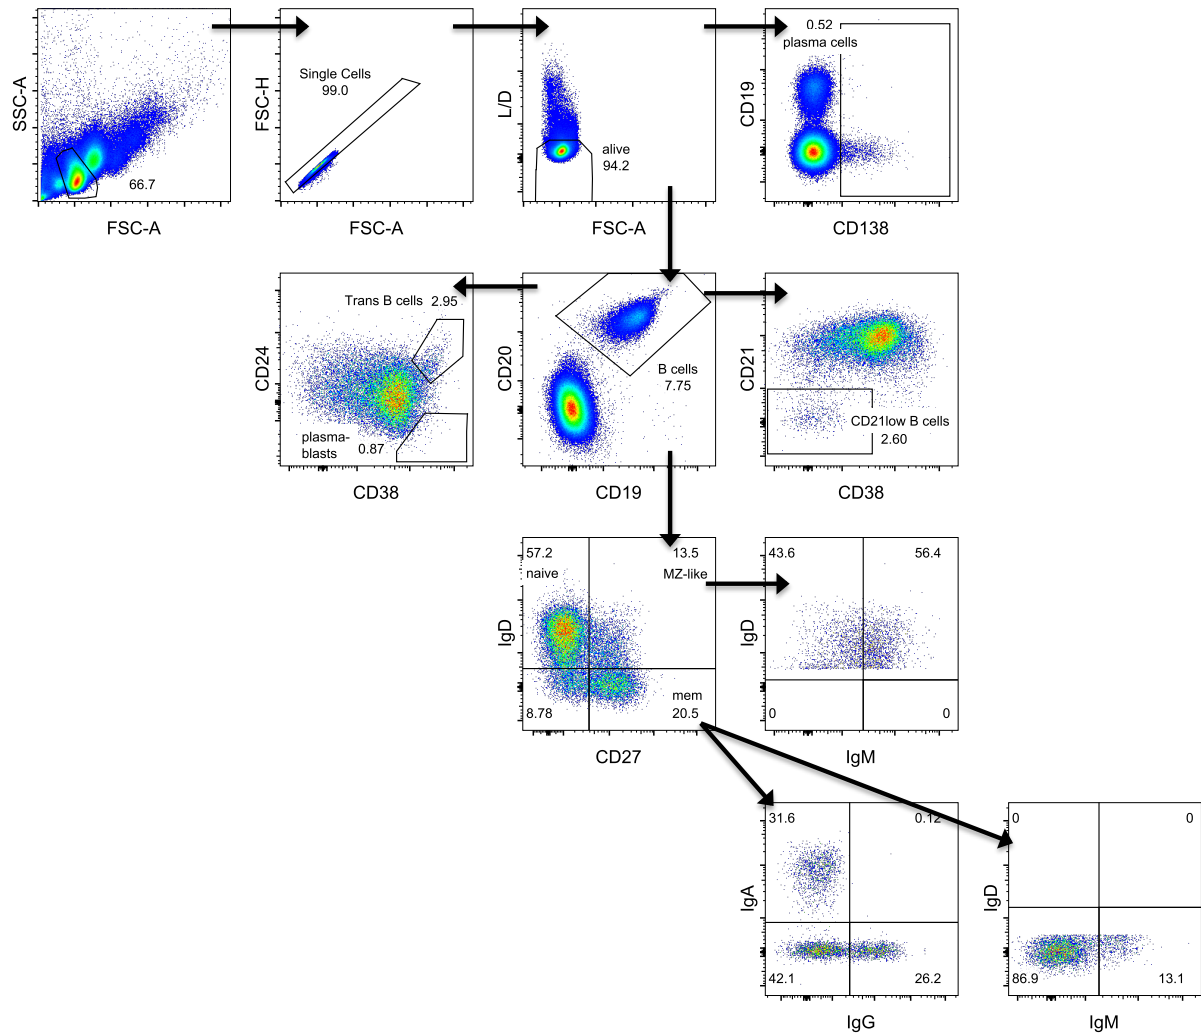 SSC-A
66.7
FSC-A
FSC-H
Single Cells
99.0
FSC-A
L/D
alive
94.2
FSC-A
0.52
plasma cells
CD19
CD138
Trans B cells 2.95
CD24
plasma-
blasts
0.87
CD38
CD20
B cells
7.75
CD19
CD21
CD21low B cells
2.60
CD38
57.2
13.5
naive
MZ-like
IgD
mem
8.78
20.5
CD27
43.6
56.4
IgD
0
0
IgM
31.6
0.12
IgA
42.1
26.2
IgG
0
0
IgD
86.9
13.1
IgM